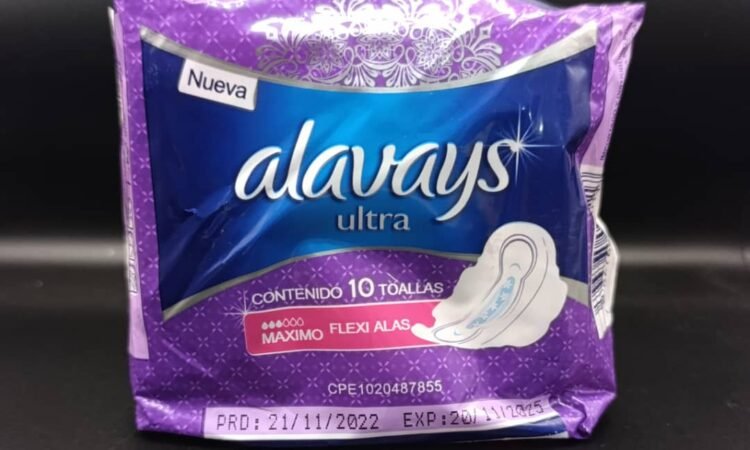 Nueva
alavays
ultra
CONTENIDO 10 TOALLAS
MAXIMO FLEXI ALAS
CPE1020487855
PRD: 21/11/2022 EXP:20/11/2025